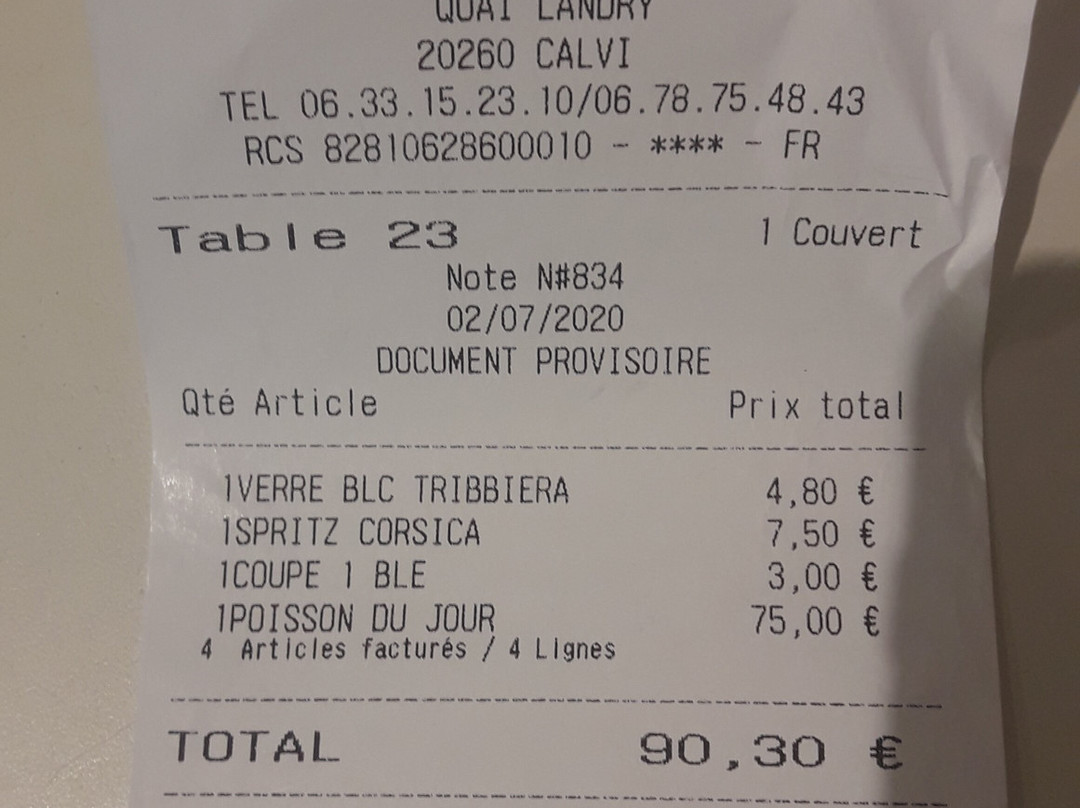 QUAI LANDRY
20260 CALVI
TEL 06.33.15.23.10/06.78.75.48.43
RCS 82810628600010 - **** - FR
Table 23 1 Couvert
Note N#834
02/07/2020
DOCUMENT PROVISOIRE
Qté Article Prix total
1VERRE BLC TRIBBIERA 4,80 €
1SPRITZ CORSICA 7,50 €
1COUPE 1 BLE 3,00 €
1POISSON DU JOUR 75,00 €
4 Articles facturés / 4 Lignes
TOTAL 90,30 €